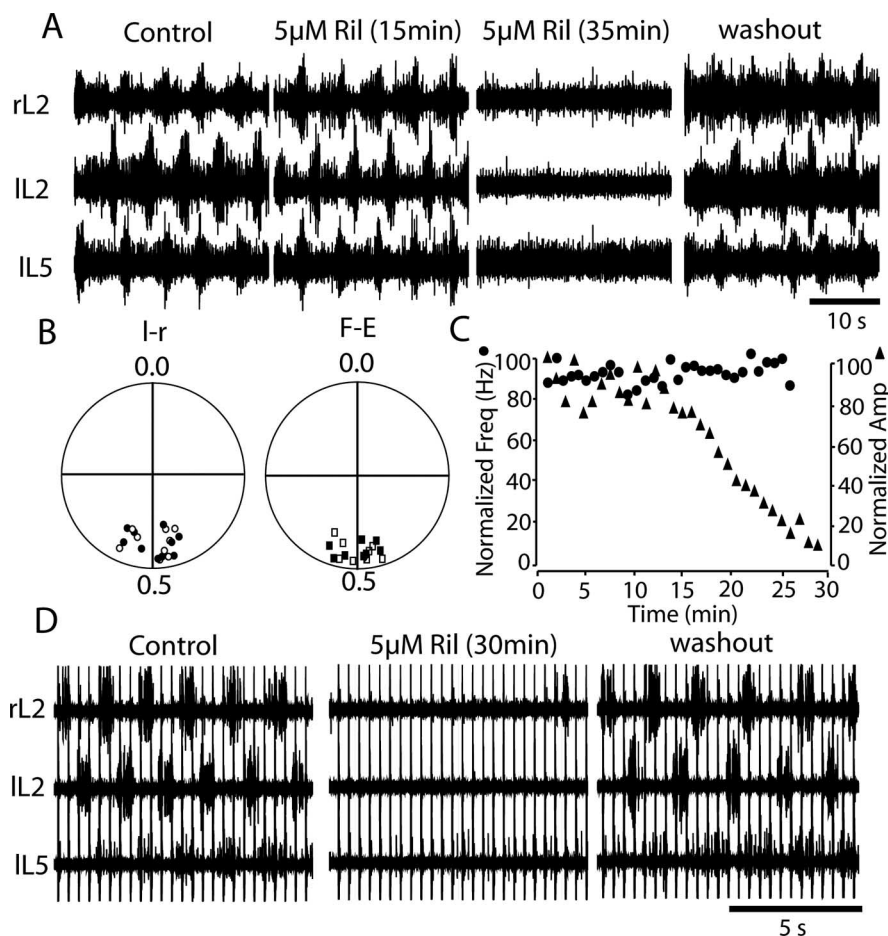 A
Control
5µM Ril (15min)
5µM Ril (35min)
washout
rL2
lL2
lL5
10 s
B
l-r
F-E
0.0
0.0
0.5
0.5
C
Normalized Freq (Hz)
100
80
60
40
20
0
Normalized Amp
100
80
60
40
20
0
0 5 10 15 20 25 30
Time (min)
D
Control
5µM Ril (30min)
washout
rL2
lL2
lL5
5 s